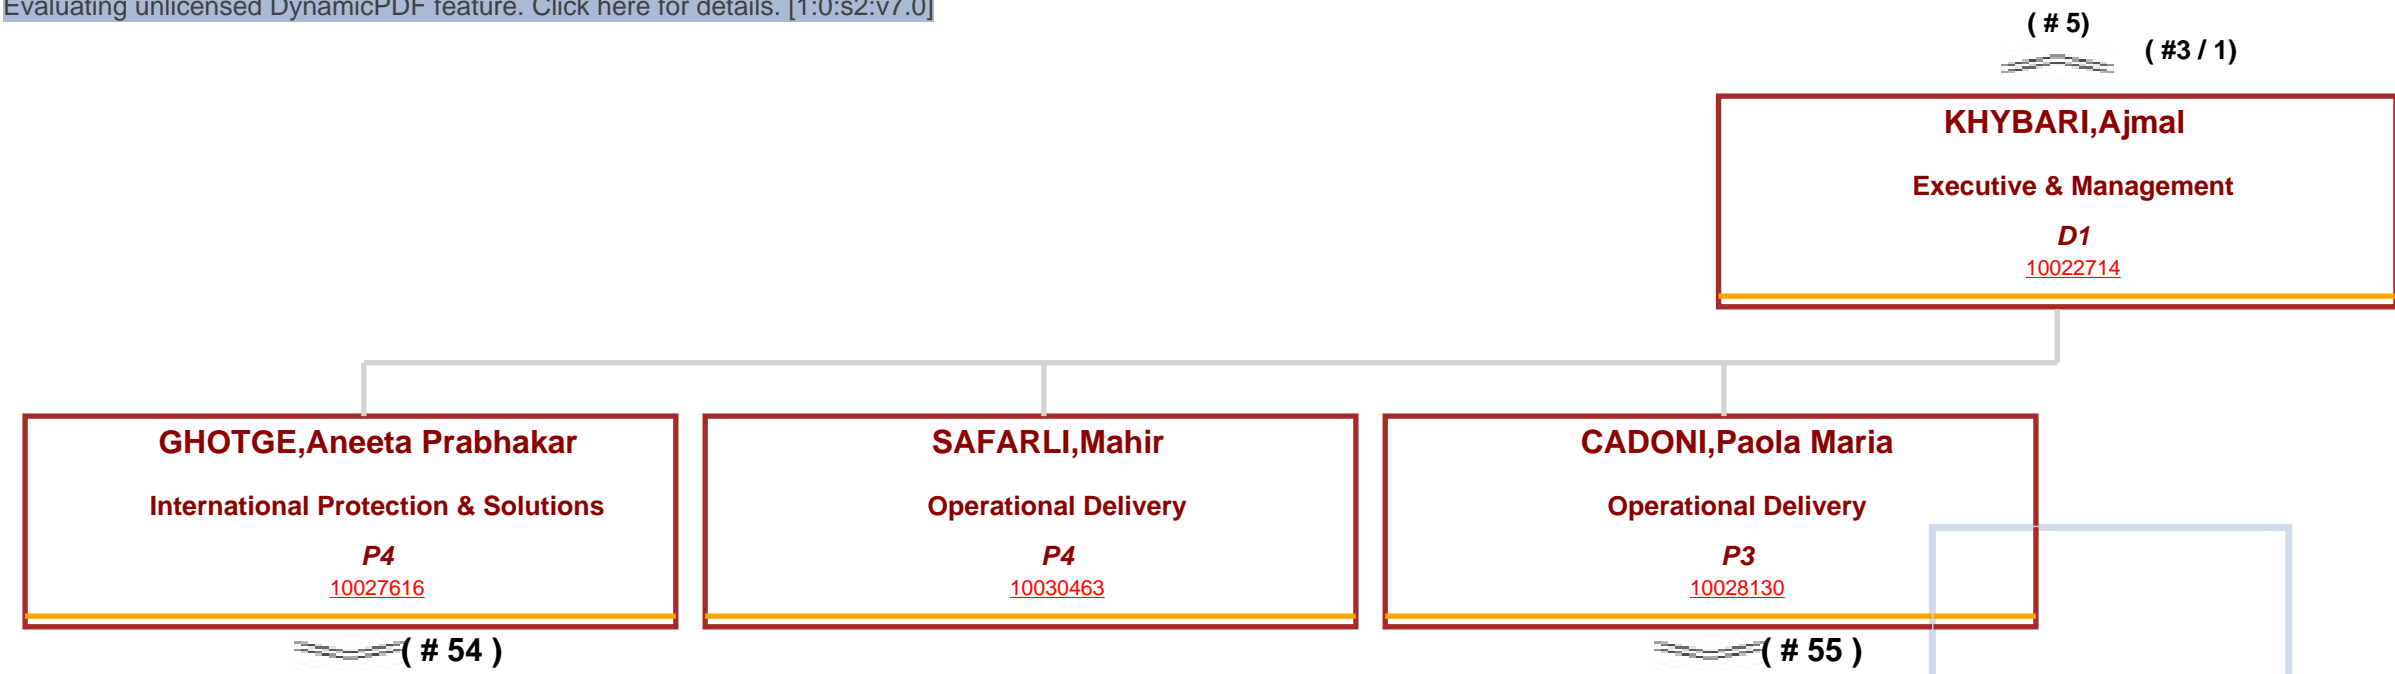 Evaluating unlicensed DynamicPDF feature. Click here for details. [1:0:s2:v7.0]
( # 5)
( #3 / 1)
KHYBARI,Ajmal
Executive & Management
D1
10022714
GHOTGE,Aneeta Prabhakar
International Protection & Solutions
P4
10027616
( # 54 )
SAFARLI,Mahir
Operational Delivery
P4
10030463
CADONI,Paola Maria
Operational Delivery
P3
10028130
( # 55 )